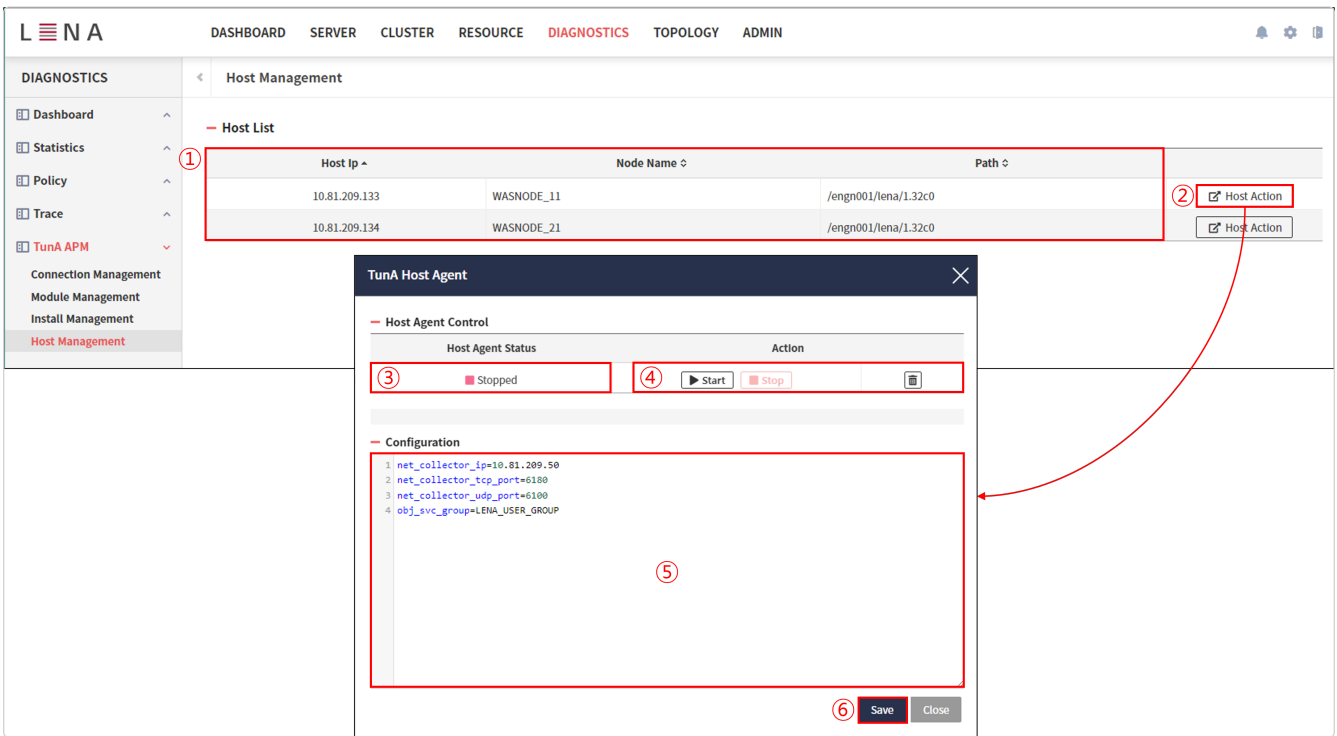 LENA
DASHBOARD SERVER CLUSTER RESOURCE DIAGNOSTICS TOPOLOGY ADMIN
DIAGNOSTICS
Host Management
Dashboard
Statistics
Policy
Trace
TunA APM
Connection Management
Module Management
Install Management
Host Management
Host List
①
Host Ip Node Name Path
10.81.209.133 WASNODE_11 /engn001/lena/1.32c0 ② Host Action
10.81.209.134 WASNODE_21 /engn001/lena/1.32c0 Host Action
TunA Host Agent
Host Agent Control
Host Agent Status Action
③ Stopped ④ Start Stop
Configuration
1 net_collector_ip=10.81.209.50
2 net_collector_tcp_port=6180
3 net_collector_udp_port=6100
4 obj_svc_group=LENA_USER_GROUP
⑤
⑥ Save Close